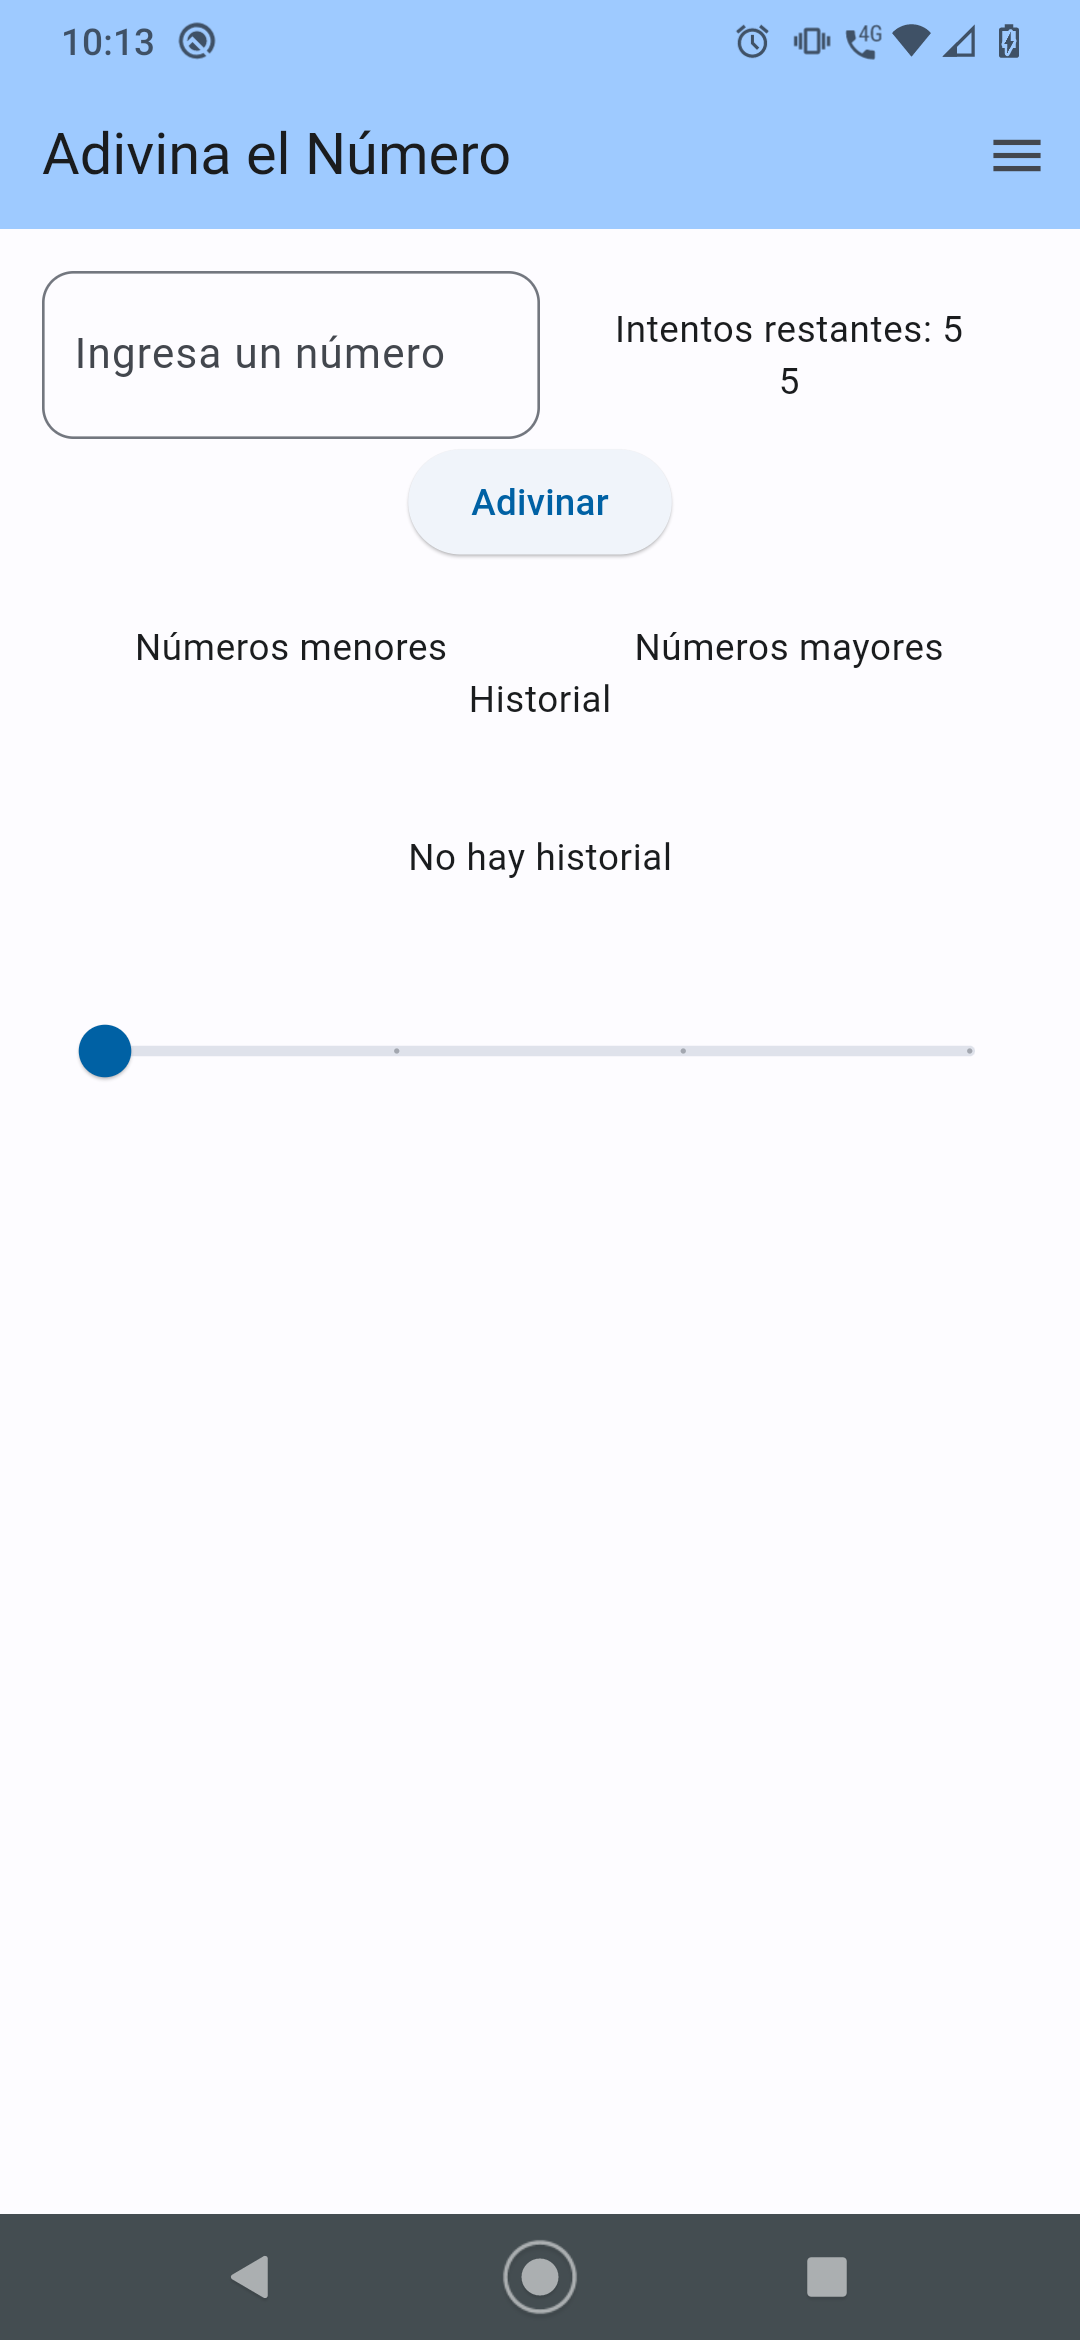 10:13
4G
Adivina el Número
Ingresa un número
Intentos restantes: 5
5
Adivinar
Números menores
Números mayores
Historial
No hay historial